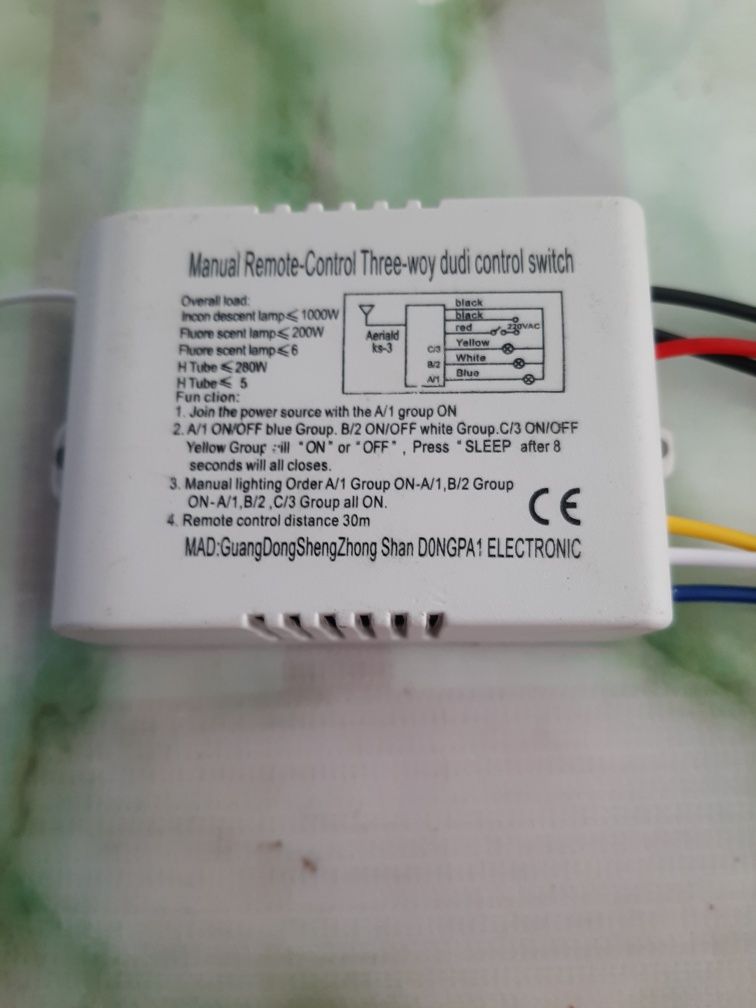 Manual Remote-Control Three-woy dudi control switch
Overall load:
Incon descent lamp≤ 1000W
Fluore scent lamp≤200W
Fluore scent lamp≤6
H Tube≤280W
H Tube≤ 5
Aeriald
ks-3
black
black
red
220VAC
C/3 Yellow
B/2 White
A/1 Blue
Fun ction:
1. Join the power source with the A/1 group ON
2. A/1 ON/OFF blue Group. B/2 ON/OFF white Group.C/3 ON/OFF
Yellow Group will "ON" or "OFF", Press "SLEEP after 8
seconds will all closes.
3. Manual lighting Order A/1 Group ON-A/1,B/2 Group
ON-A/1,B/2 ,C/3 Group all ON.
4. Remote control distance 30m
CE
MAD:GuangDongShengZhong Shan D0NGPA1 ELECTRONIC